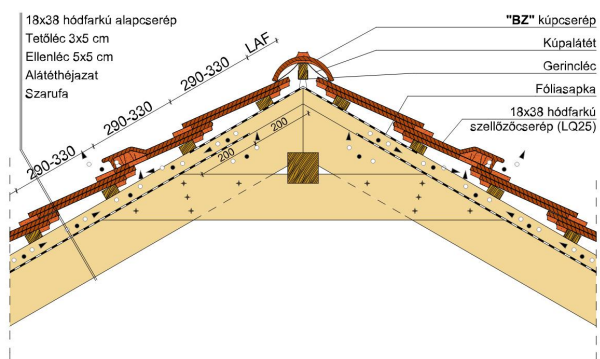 18x38 hódfarkú alapcserép
Tetőléc 3x5 cm
Ellenléc 5x5 cm
Alátéthéjazat
Szarufa
"BZ" kúpcserép
Kúpalátét
Gerincléc
Fóliasapka
18x38 hódfarkú
szellőzőcserép (LQ25)
LAF
290-330
290-330
290-330
200
200